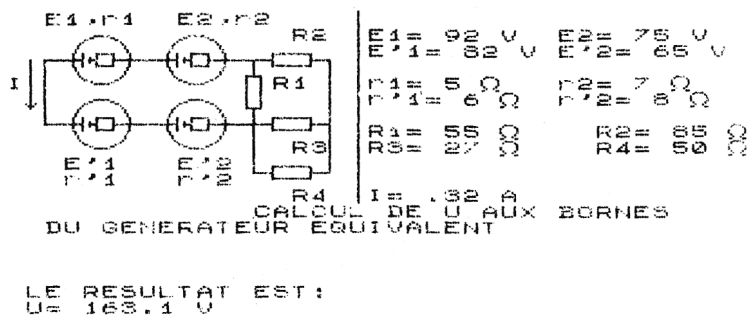 E1,r1 E2,r2
R2
I
R1
R3
E'1 E'2
r'1 r'2
R4
E1= 92 V E2= 75 V
E'1= 82 V E'2= 65 V
r1= 5 Ω r2= 7 Ω
r'1= 6 Ω r'2= 8 Ω
R1= 55 Ω R2= 85 Ω
R3= 27 Ω R4= 50 Ω
I= .32 A
CALCUL DE U AUX BORNES
DU GENERATEUR EQUIVALENT
LE RESULTAT EST:
U= 163.1 V